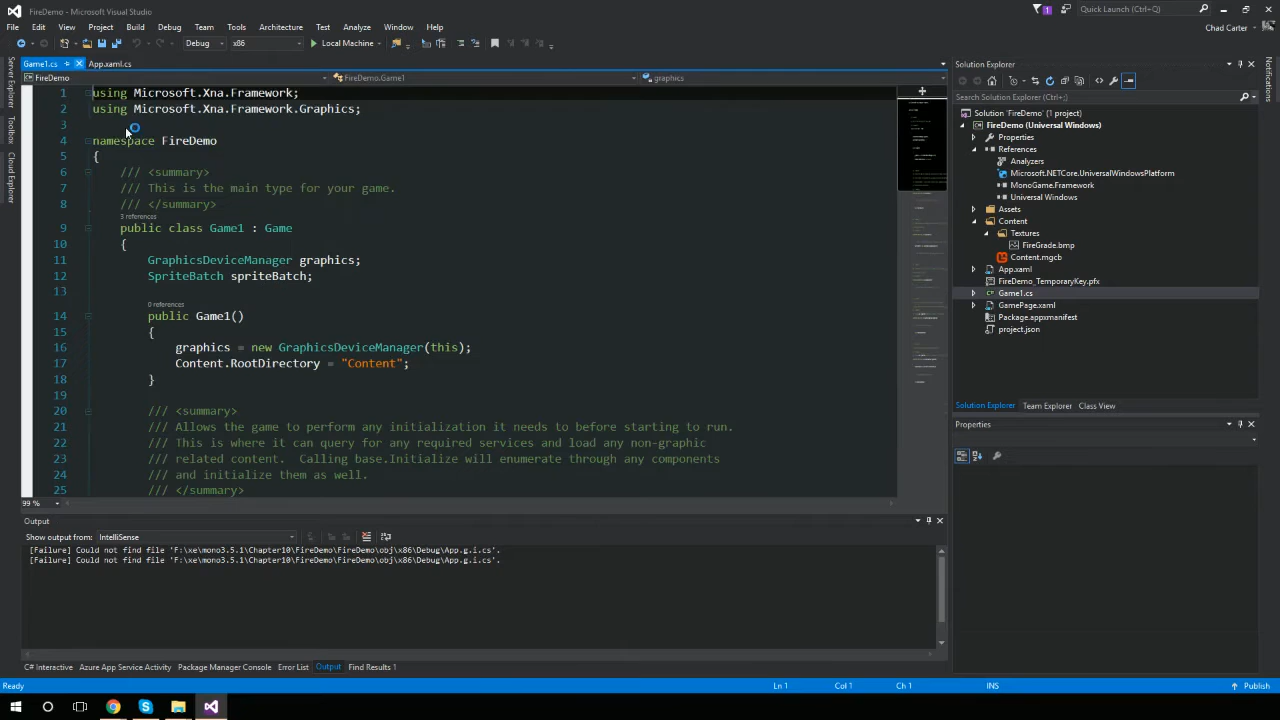 FireDemo - Microsoft Visual Studio
1
Quick Launch (Ctrl+Q)
File Edit View Project Build Debug Team Tools Architecture Test Analyze Window Help
Chad Carter
Debug x86 Local Machine
Game1.cs App.xaml.cs
FireDemo FireDemo.Game1 graphics
1 using Microsoft.Xna.Framework;
2 using Microsoft.Xna.Framework.Graphics;
3
4 namespace FireDemo
5 {
6 /// <summary>
7 /// This is the main type for your game.
8 /// </summary>
3 references
9 public class Game1 : Game
10 {
11 GraphicsDeviceManager graphics;
12 SpriteBatch spriteBatch;
13
0 references
14 public Game1()
15 {
16 graphics = new GraphicsDeviceManager(this);
17 Content.RootDirectory = "Content";
18 }
19
20 /// <summary>
21 /// Allows the game to perform any initialization it needs to before starting to run.
22 /// This is where it can query for any required services and load any non-graphic
23 /// related content.  Calling base.Initialize will enumerate through any components
24 /// and initialize them as well.
25 /// </summary>
99 %
Output
Show output from: IntelliSense
[Failure] Could not find file 'F:\xe\mono3.5.1\Chapter10\FireDemo\FireDemo\obj\x86\Debug\App.g.i.cs'.
[Failure] Could not find file 'F:\xe\mono3.5.1\Chapter10\FireDemo\FireDemo\obj\x86\Debug\App.g.i.cs'.
C# Interactive Azure App Service Activity Package Manager Console Error List Output Find Results 1
Ready Ln 1 Col 1 Ch 1 INS Publish
Server Explorer
Toolbox
Cloud Explorer
Solution Explorer
Search Solution Explorer (Ctrl+;)
Solution 'FireDemo' (1 project)
FireDemo (Universal Windows)
Properties
References
Analyzers
Microsoft.NETCore.UniversalWindowsPlatform
MonoGame.Framework
Universal Windows
Assets
Content
Textures
FireGrade.bmp
Content.mgcb
App.xaml
FireDemo_TemporaryKey.pfx
Game1.cs
GamePage.xaml
Package.appxmanifest
project.json
Solution Explorer Team Explorer Class View
Properties
Notifications